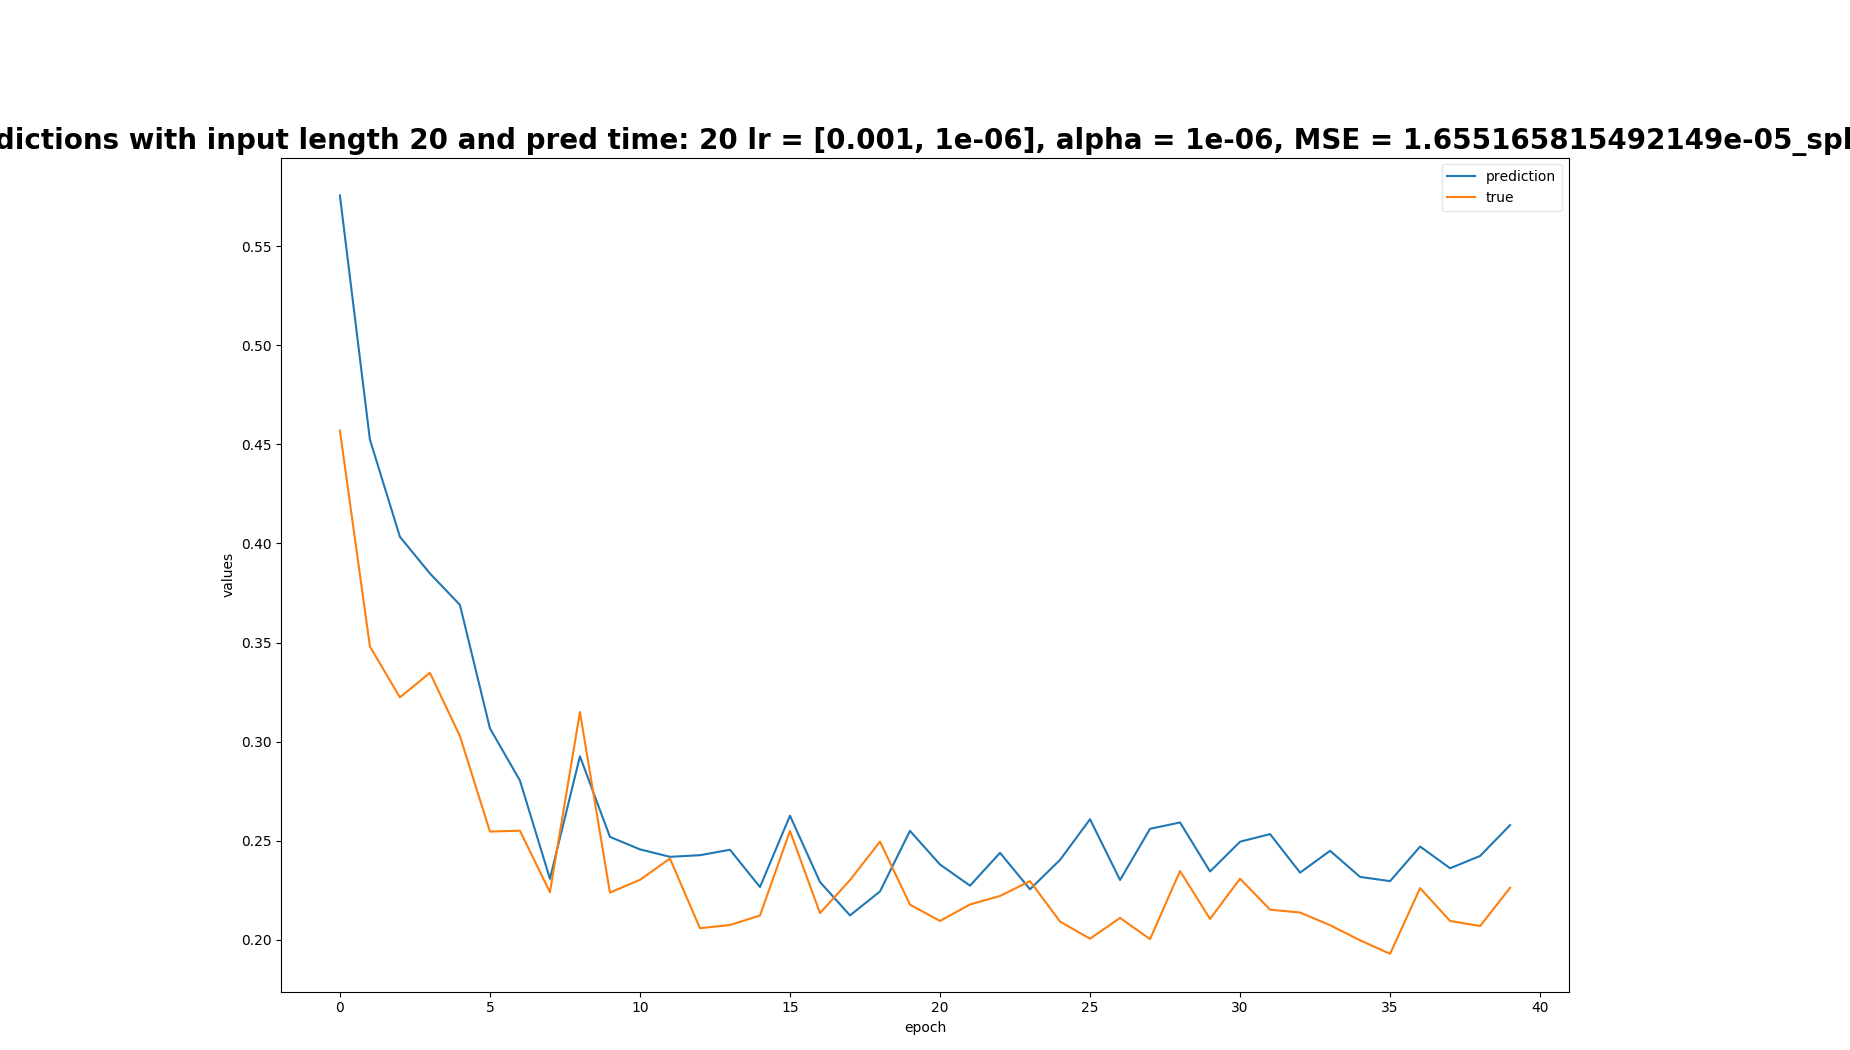 dictions with input length 20 and pred time: 20 lr = [0.001, 1e-06], alpha = 1e-06, MSE = 1.655165815492149e-05_spl
prediction
true
0.55
0.50
0.45
0.40
0.35
0.30
0.25
0.20
values
0 5 10 15 20 25 30 35 40
epoch